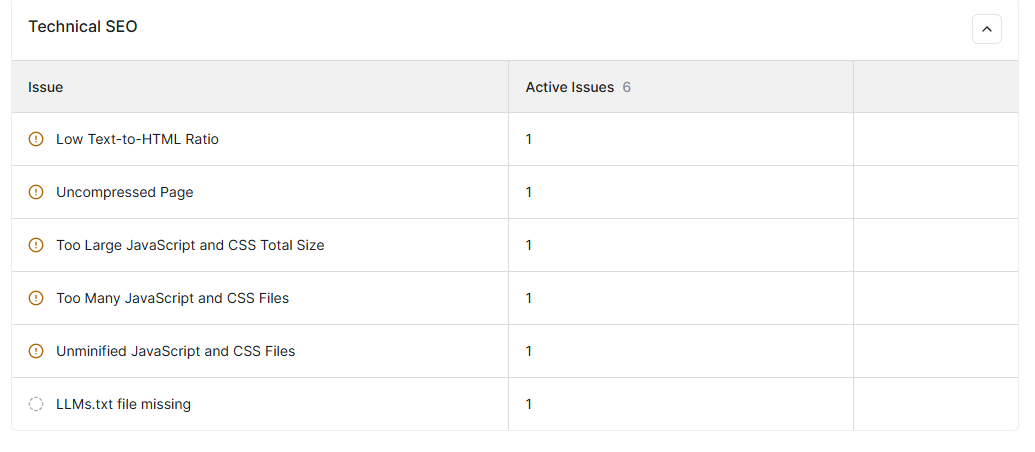 Technical SEO
Issue Active Issues 6
Low Text-to-HTML Ratio 1
Uncompressed Page 1
Too Large JavaScript and CSS Total Size 1
Too Many JavaScript and CSS Files 1
Unminified JavaScript and CSS Files 1
LLMs.txt file missing 1